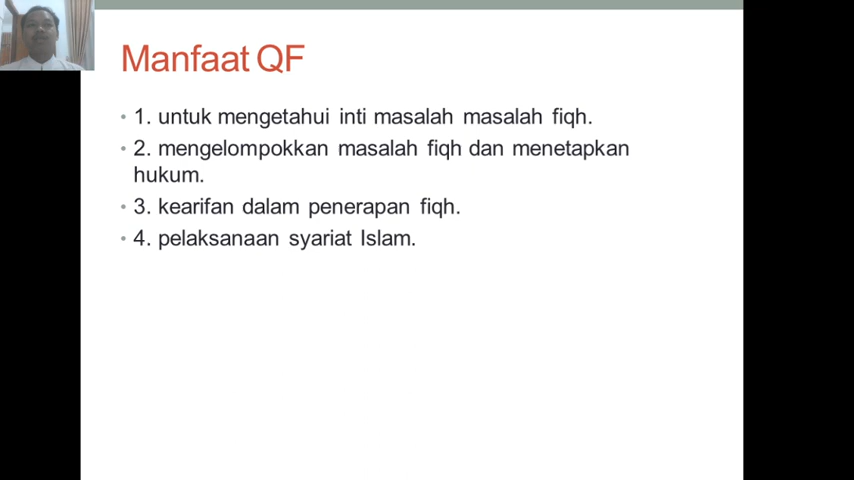 Manfaat QF
• 1. untuk mengetahui inti masalah masalah fiqh.
• 2. mengelompokkan masalah fiqh dan menetapkan
hukum.
• 3. kearifan dalam penerapan fiqh.
• 4. pelaksanaan syariat Islam.